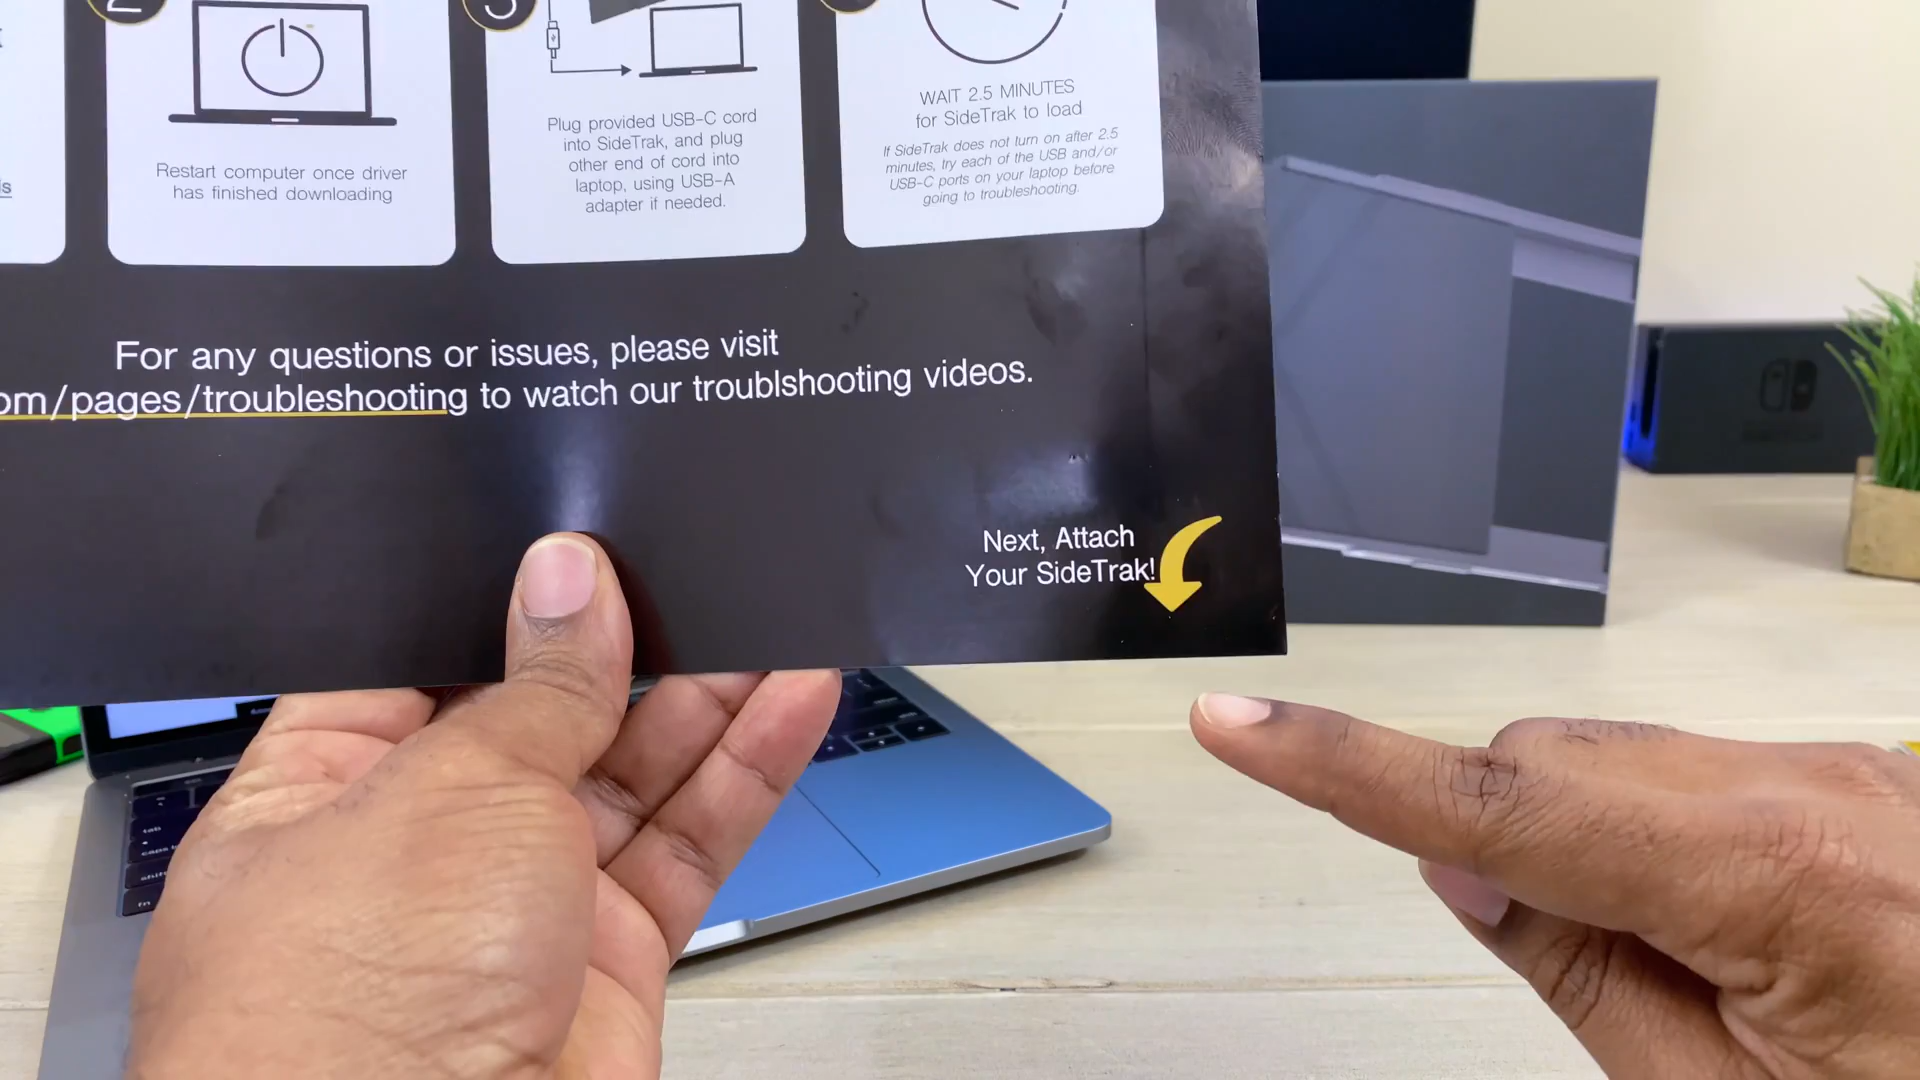 2
3
Restart computer once driver
has finished downloading
Plug provided USB-C cord
into SideTrak, and plug
other end of cord into
laptop, using USB-A
adapter if needed.
WAIT 2.5 MINUTES
for SideTrak to load
If SideTrak does not turn on after 2.5
minutes, try each of the USB and/or
USB-C ports on your laptop before
going to troubleshooting.
For any questions or issues, please visit
om/pages/troubleshooting to watch our troublshooting videos.
Next, Attach
Your SideTrak!
tab
fn